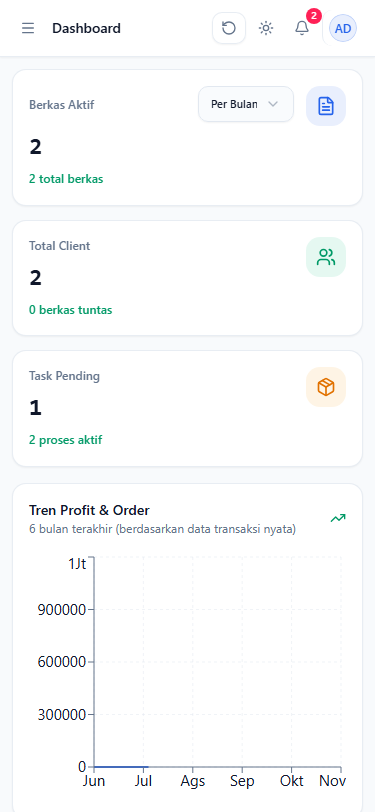 Dashboard
2
AD
Berkas Aktif
Per Bulan
2
2 total berkas
Total Client
2
0 berkas tuntas
Task Pending
1
2 proses aktif
Tren Profit & Order
6 bulan terakhir (berdasarkan data transaksi nyata)
1Jt
900000
600000
300000
0
Jun Jul Ags Sep Okt Nov